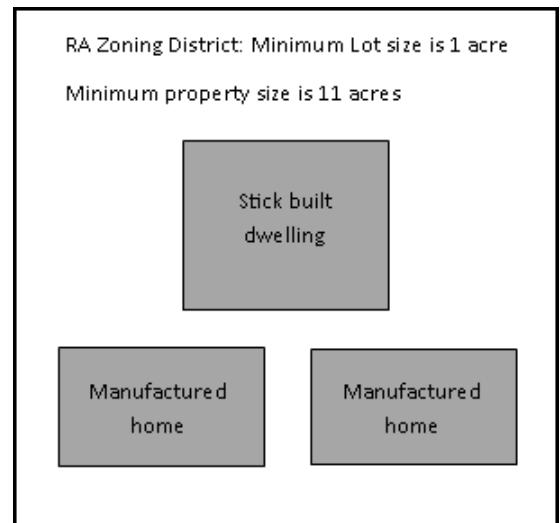 RA Zoning District: Minimum Lot size is 1 acre
Minimum property size is 11 acres
Stick built
dwelling
Manufactured
home
Manufactured
home